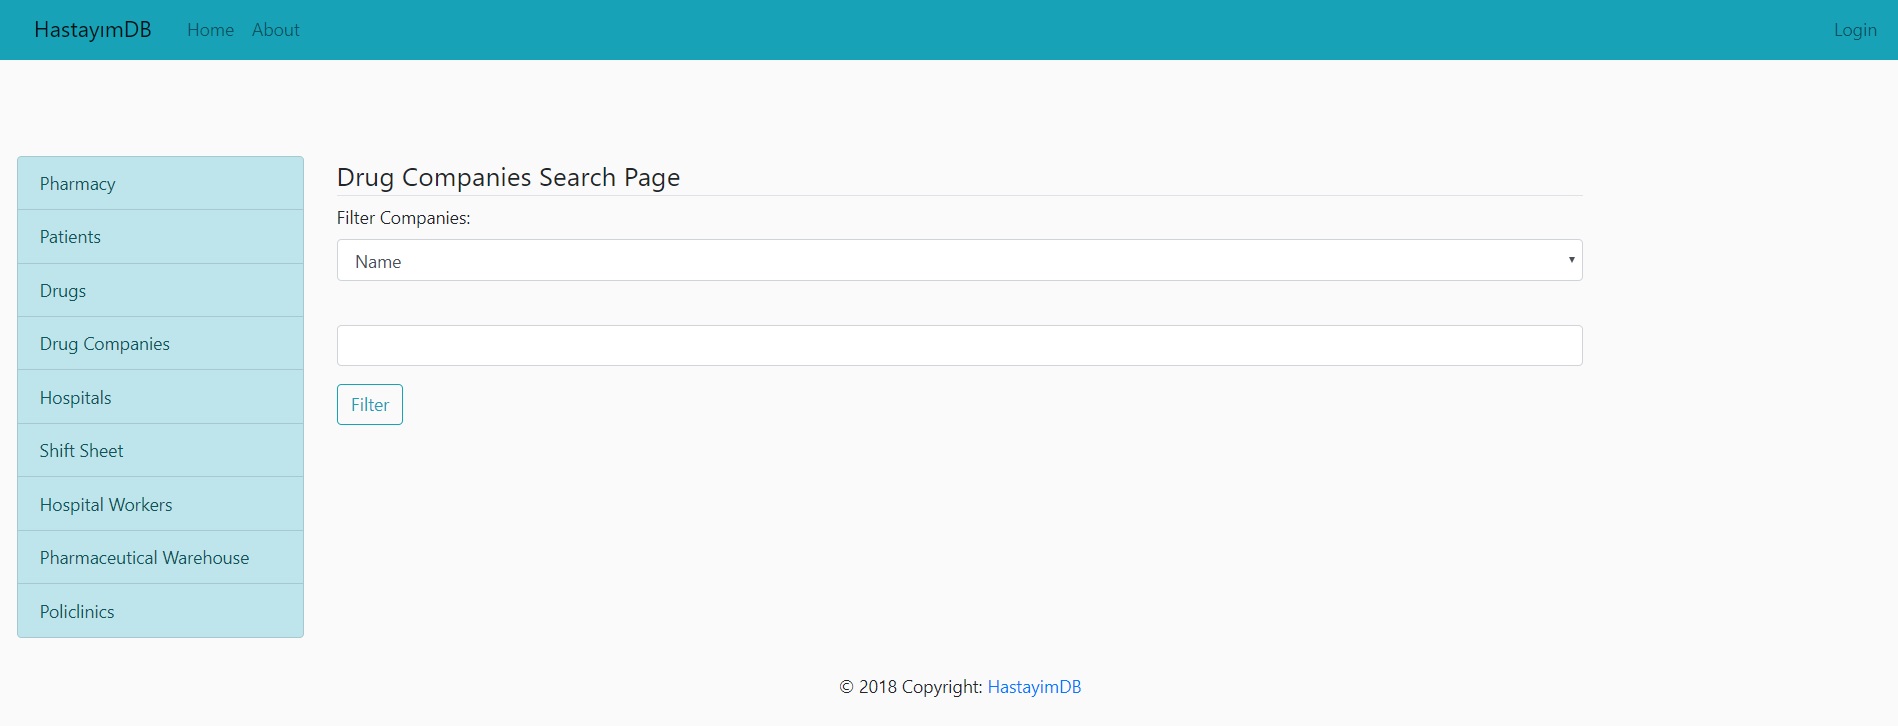 HastayımDB Home About Login
Pharmacy
Patients
Drugs
Drug Companies
Hospitals
Shift Sheet
Hospital Workers
Pharmaceutical Warehouse
Policlinics
Drug Companies Search Page
Filter Companies:
Name
Filter
© 2018 Copyright: HastayimDB